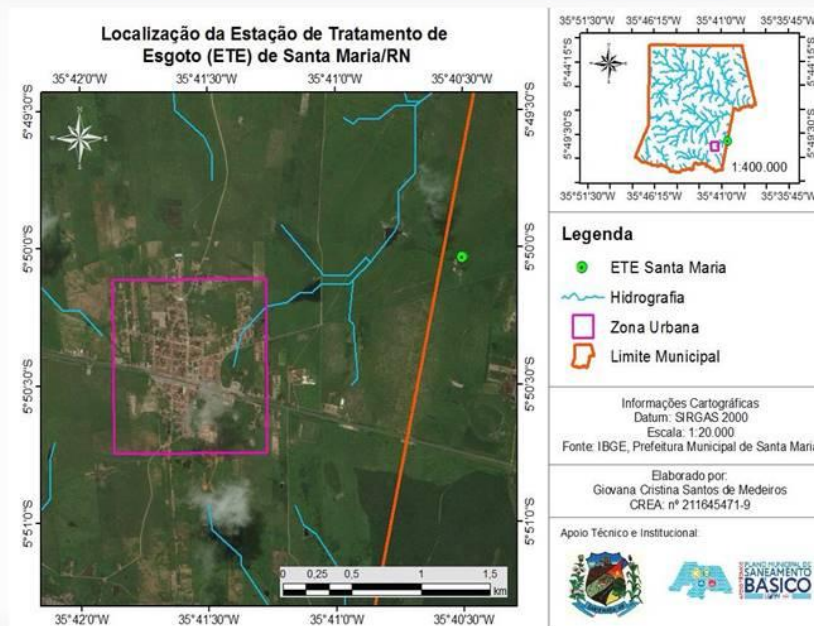 Localização da Estação de Tratamento de
Esgoto (ETE) de Santa Maria/RN
35°42'0"W 35°41'30"W 35°41'0"W 35°40'30"W
5°49'30"S 5°49'30"S
5°50'0"S 5°50'0"S
5°50'30"S 5°50'30"S
5°51'0"S 5°51'0"S
0 0,25 0,5 1 1,5
km
35°42'0"W 35°41'30"W 35°41'0"W 35°40'30"W
35°51'30"W 35°46'15"W 35°41'0"W 35°35'45"W
5°44'15"S 5°44'15"S
5°49'30"S 5°49'30"S
1:400.000
35°51'30"W 35°46'15"W 35°41'0"W 35°35'45"W
Legenda
ETE Santa Maria
Hidrografia
Zona Urbana
Limite Municipal
Informações Cartográficas
Datum: SIRGAS 2000
Escala: 1:20.000
Fonte: IBGE, Prefeitura Municipal de Santa Maria
Elaborado por:
Giovana Cristina Santos de Medeiros
CREA: nº 211645471-9
Apoio Técnico e Institucional:
PLANO MUNICIPAL DE
SANEAMENTO
BÁSICO